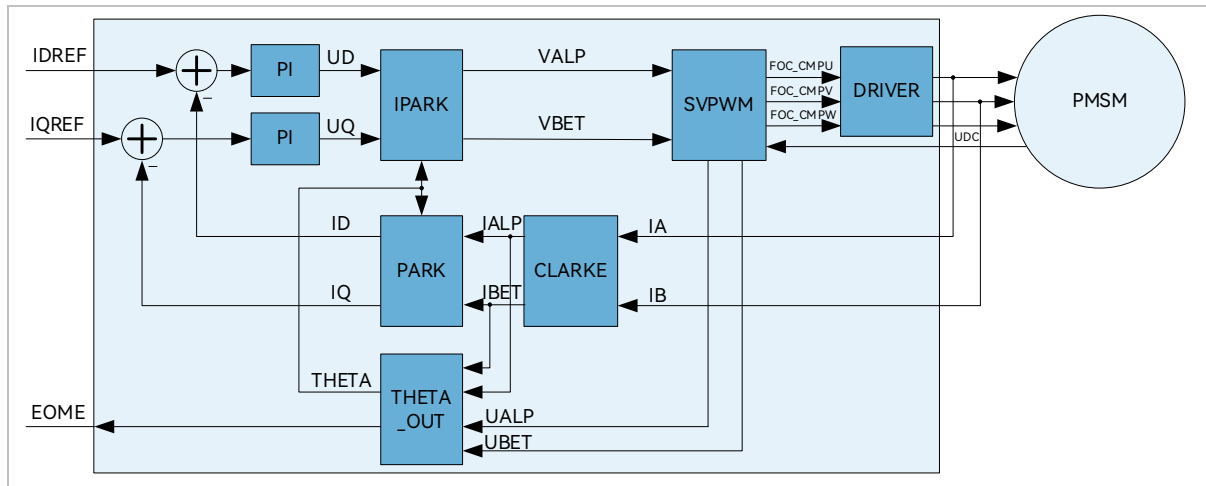 IDREF
PI
UD
IPARK
VALP
SVPWM
FOC_CMPU
FOC_CMPV
FOC_CMPW
DRIVER
PMSM
UDC
IQREF
PI
UQ
VBET
ID
IQ
PARK
IALP
IBET
CLARKE
IA
IB
THETA
THETA
_OUT
UALP
UBET
EOME